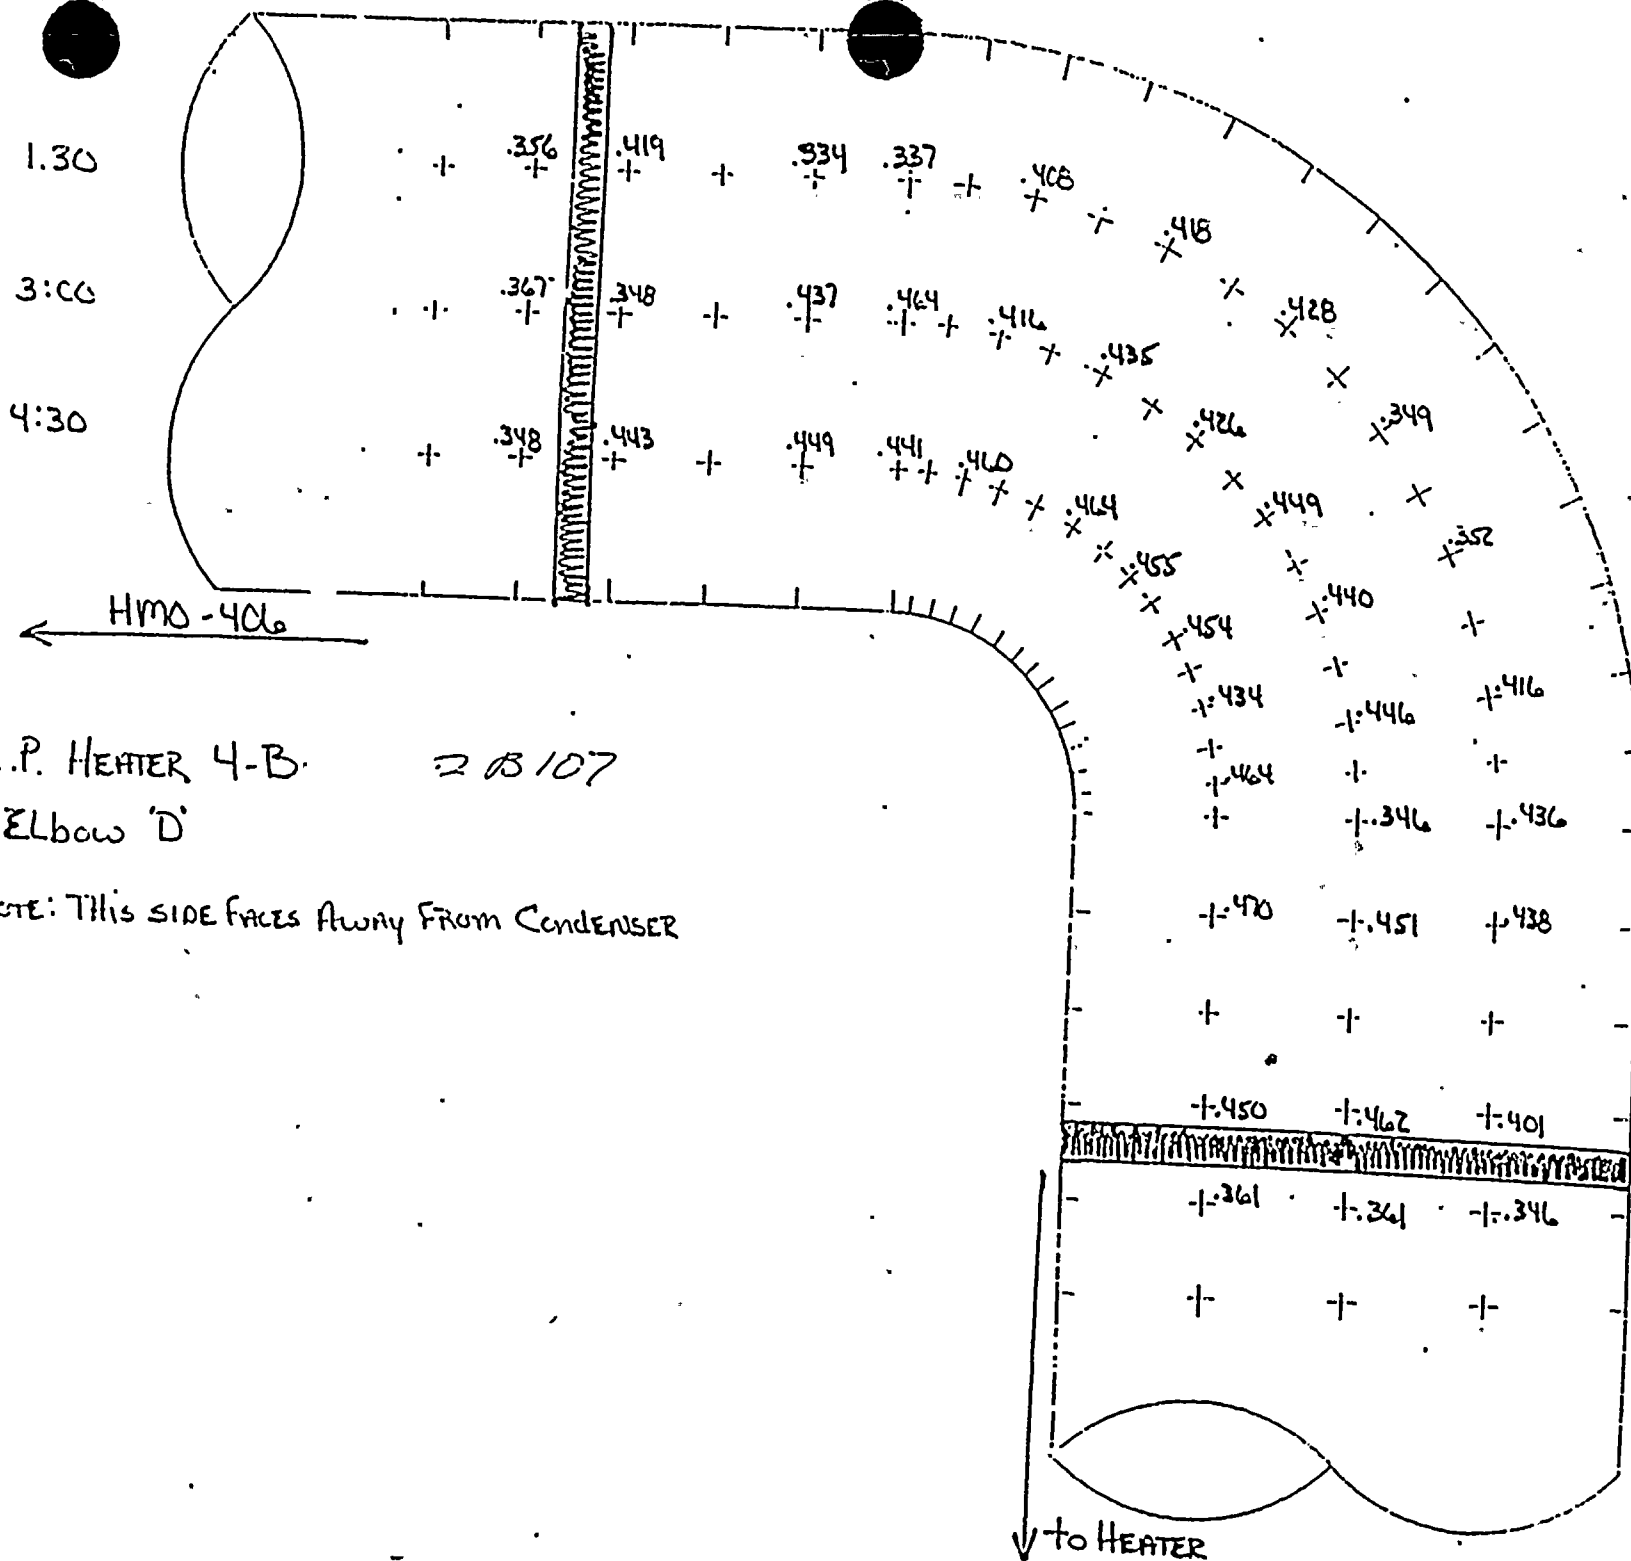 1.30 .356 .419 .334 .337 .408 .418 .428 .349 .352 .416 .436 .438 .401 .346
3:00 .367 .348 .437 .464 .416 .435 .426 .449 .440 .446 .346 .451 .462 .361
4:30 .348 .443 .449 .441 .460 .464 .455 .454 .434 .464 .470 .450 .361
HMO-406
.P. HEATER 4-B. 2B107
Elbow 'D'
OTE: THis SIDE FACES AWAY FROM CONDENSER
to HEATER